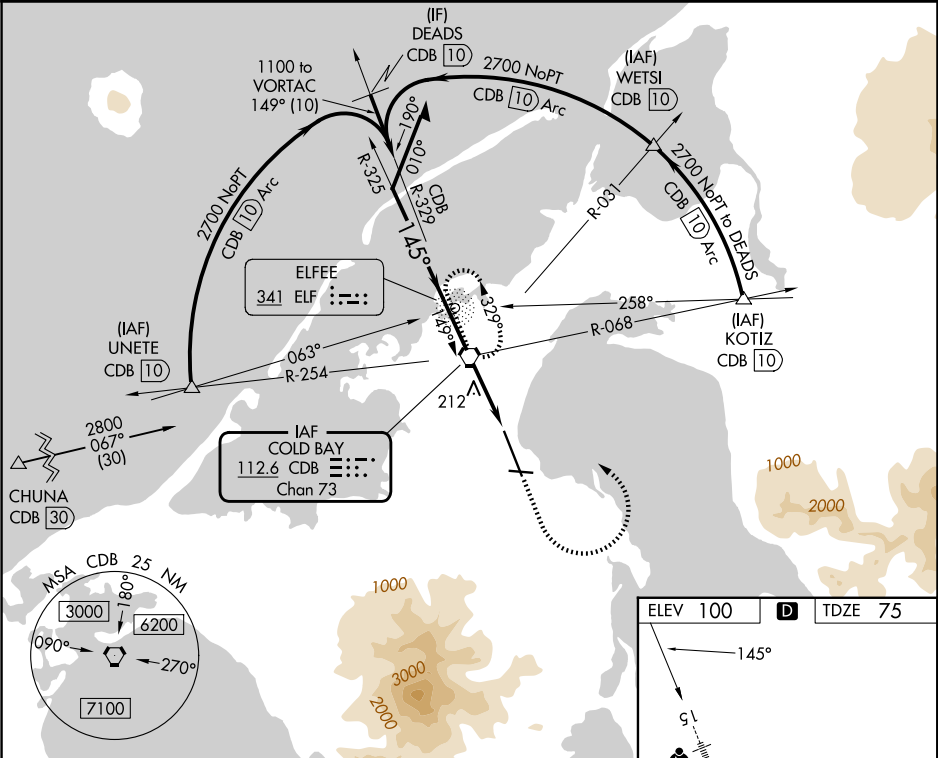 (IF)
DEADS
CDB 10
1100 to
VORTAC
149° (10)
2700 NoPT
CDB 10 Arc
(IAF)
WETSI
CDB 10
190°
010°
R-325
CDB
R-329
2700 NoPT
CDB 10 Arc
2700 NoPT to DEADS
CDB 10 Arc
R-031
145°
ELFEE
341 ELF
149°
329°
258°
R-068
(IAF)
KOTIZ
CDB 10
(IAF)
UNETE
CDB 10
063°
R-254
212
2800
067°
(30)
CHUNA
CDB 30
IAF
COLD BAY
112.6 CDB
Chan 73
1000
2000
MSA CDB 25 NM
3000
180°
6200
090°
270°
7100
1000
3000
2000
ELEV 100 D TDZE 75
145°
15